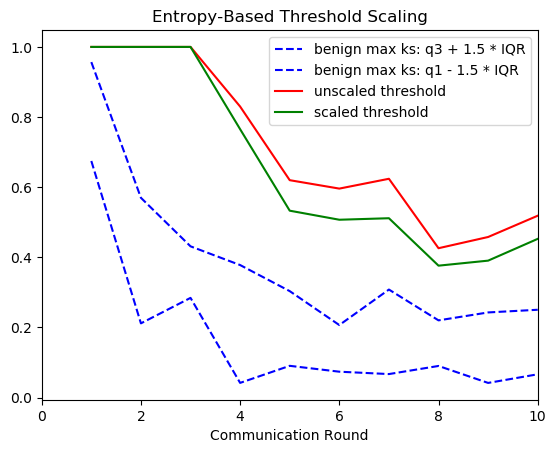 Entropy-Based Threshold Scaling
benign max ks: q3 + 1.5 * IQR
benign max ks: q1 - 1.5 * IQR
unscaled threshold
scaled threshold
1.0
0.8
0.6
0.4
0.2
0.0
0 2 4 6 8 10
Communication Round